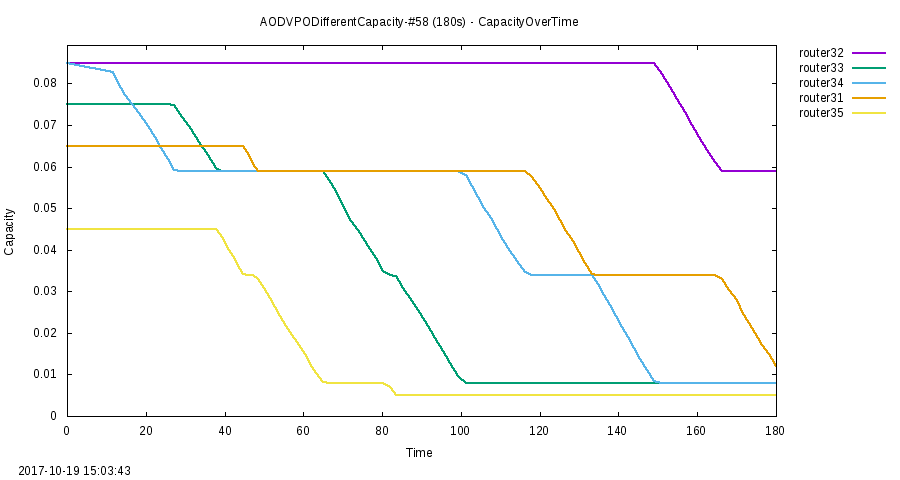 AODVPODifferentCapacity-#58 (180s) - CapacityOverTime
router32
router33
router34
router31
router35
0.08
0.07
0.06
0.05
0.04
0.03
0.02
0.01
0
Capacity
0 20 40 60 80 100 120 140 160 180
Time
2017-10-19 15:03:43